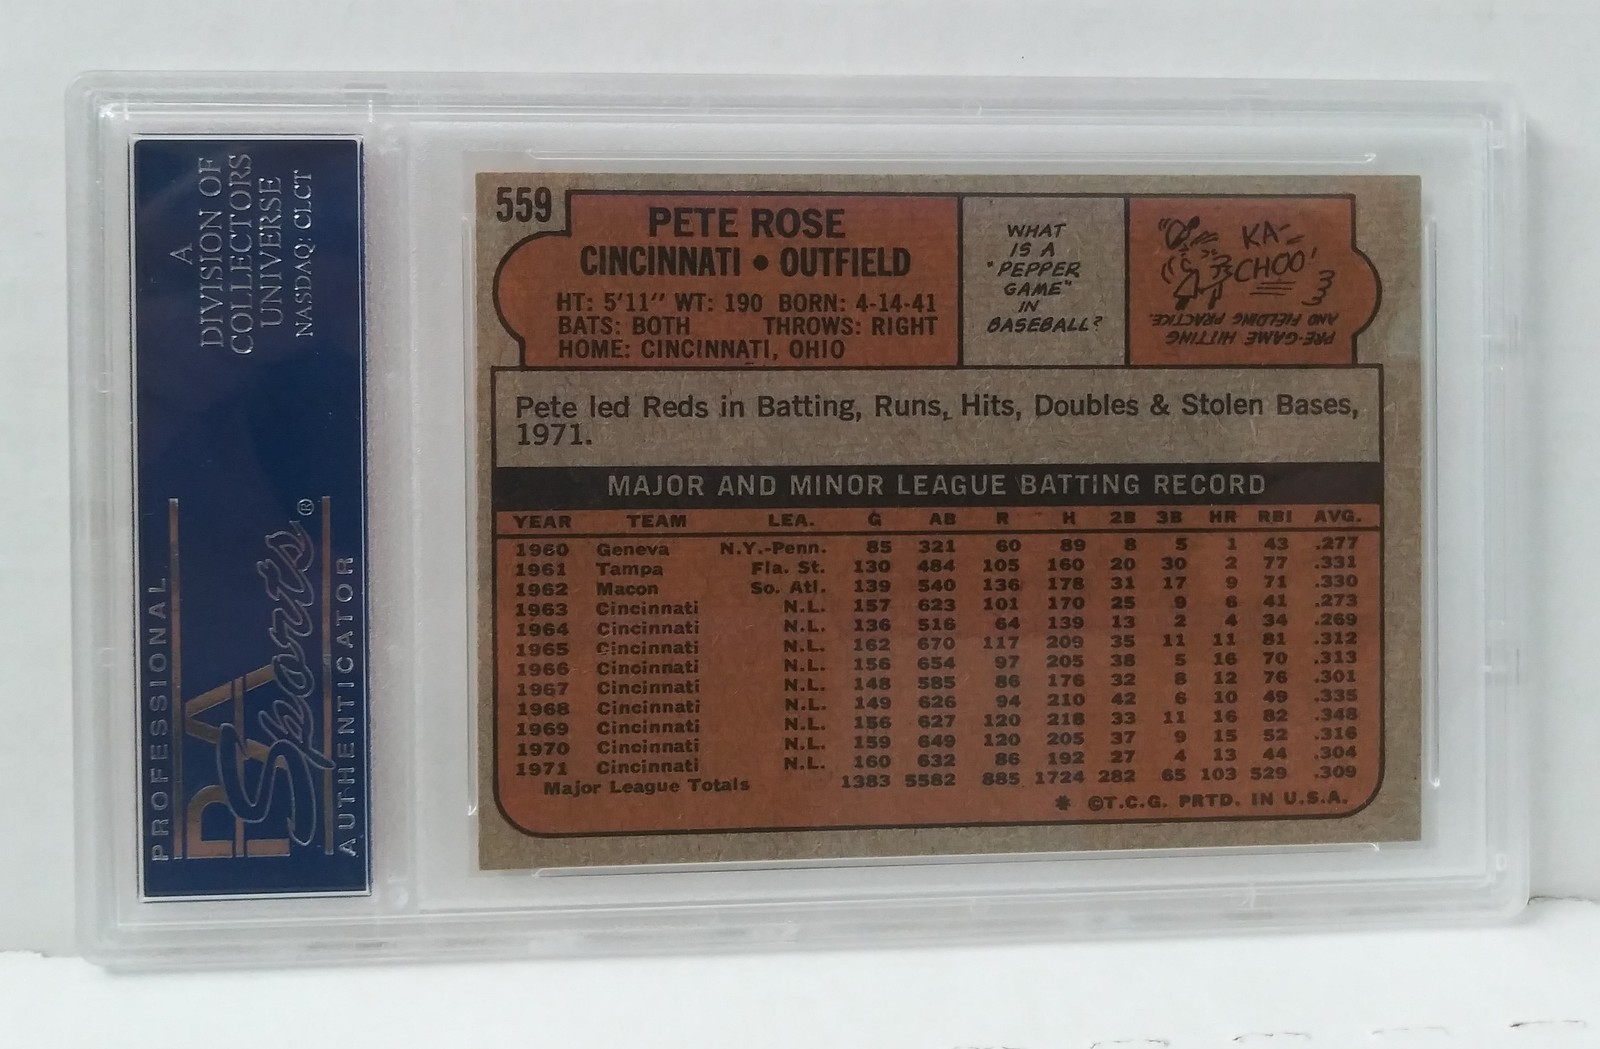 A
DIVISION OF
COLLECTORS
UNIVERSE
NASDAQ: CLCT
PROFESSIONAL
PSA
Sports®
AUTHENTICATOR
559
PETE ROSE
CINCINNATI • OUTFIELD
HT: 5'11" WT: 190 BORN: 4-14-41
BATS: BOTH THROWS: RIGHT
HOME: CINCINNATI, OHIO
WHAT
IS A
"PEPPER
GAME"
IN
BASEBALL?
KA-
CHOO!
PRE-GAME HITTING
AND FIELDING PRACTICE.
Pete led Reds in Batting, Runs, Hits, Doubles & Stolen Bases,
1971.
MAJOR AND MINOR LEAGUE BATTING RECORD
YEAR TEAM LEA. G AB R H 2B 3B HR RBI AVG.
1960 Geneva N.Y.-Penn. 85 321 60 89 8 5 1 43 .277
1961 Tampa Fla. St. 130 484 105 160 20 30 2 77 .331
1962 Macon So. Atl. 139 540 136 178 31 17 9 71 .330
1963 Cincinnati N.L. 157 623 101 170 25 9 6 41 .273
1964 Cincinnati N.L. 136 516 64 139 13 2 4 34 .269
1965 Cincinnati N.L. 162 670 117 209 35 11 11 81 .312
1966 Cincinnati N.L. 156 654 97 205 38 5 16 70 .313
1967 Cincinnati N.L. 148 585 86 176 32 8 12 76 .301
1968 Cincinnati N.L. 149 626 94 210 42 6 10 49 .335
1969 Cincinnati N.L. 156 627 120 218 33 11 16 82 .348
1970 Cincinnati N.L. 159 649 120 205 37 9 15 52 .316
1971 Cincinnati N.L. 160 632 86 192 27 4 13 44 .304
Major League Totals 1383 5582 885 1724 282 65 103 529 .309
* ©T.C.G. PRTD. IN U.S.A.